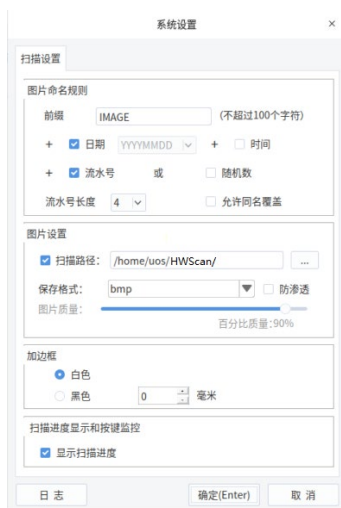 系统设置 ×
扫描设置
图片命名规则
前缀 IMAGE (不超过100个字符)
+ 日期 YYYYMMDD + 时间
+ 流水号 或 随机数
流水号长度 4 允许同名覆盖
图片设置
扫描路径: /home/uos/HWScan/ ...
保存格式: bmp 防渗透
图片质量:
百分比质量:90%
加边框
白色
黑色 0 毫米
扫描进度显示和按键监控
显示扫描进度
日 志 确定(Enter) 取 消